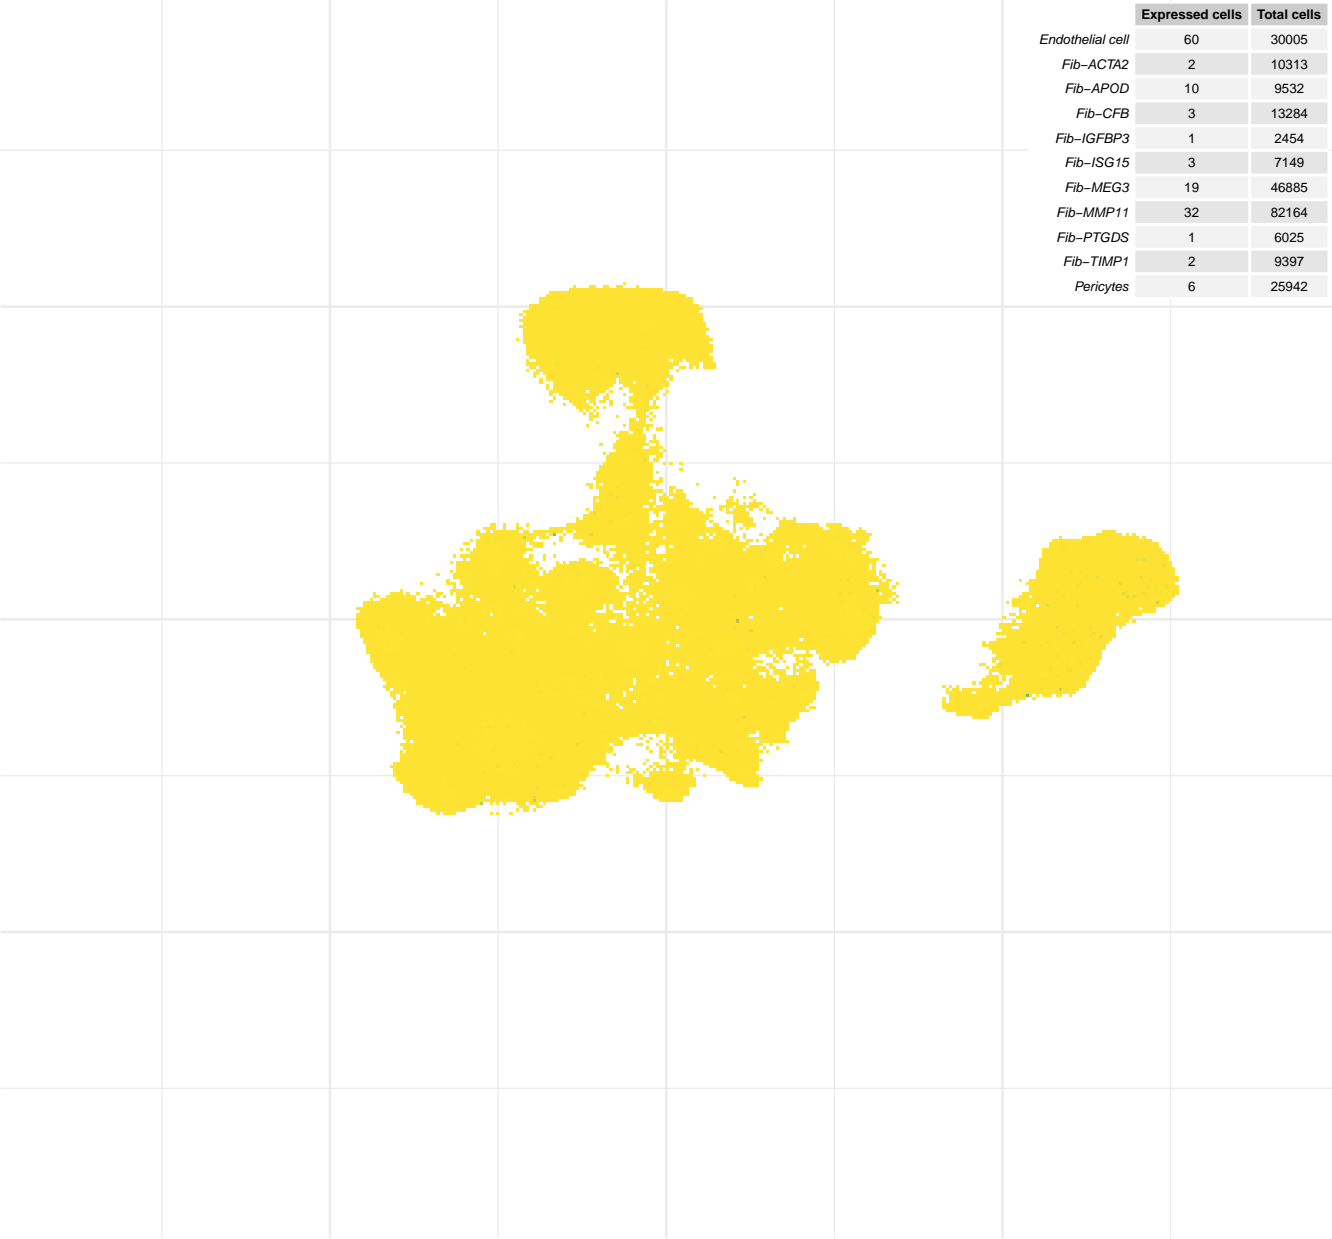 Expressed cells Total cells
Endothelial cell 60 30005
Fib−ACTA2 2 10313
Fib−APOD 10 9532
Fib−CFB 3 13284
Fib−IGFBP3 1 2454
Fib−ISG15 3 7149
Fib−MEG3 19 46885
Fib−MMP11 32 82164
Fib−PTGDS 1 6025
Fib−TIMP1 2 9397
Pericytes 6 25942